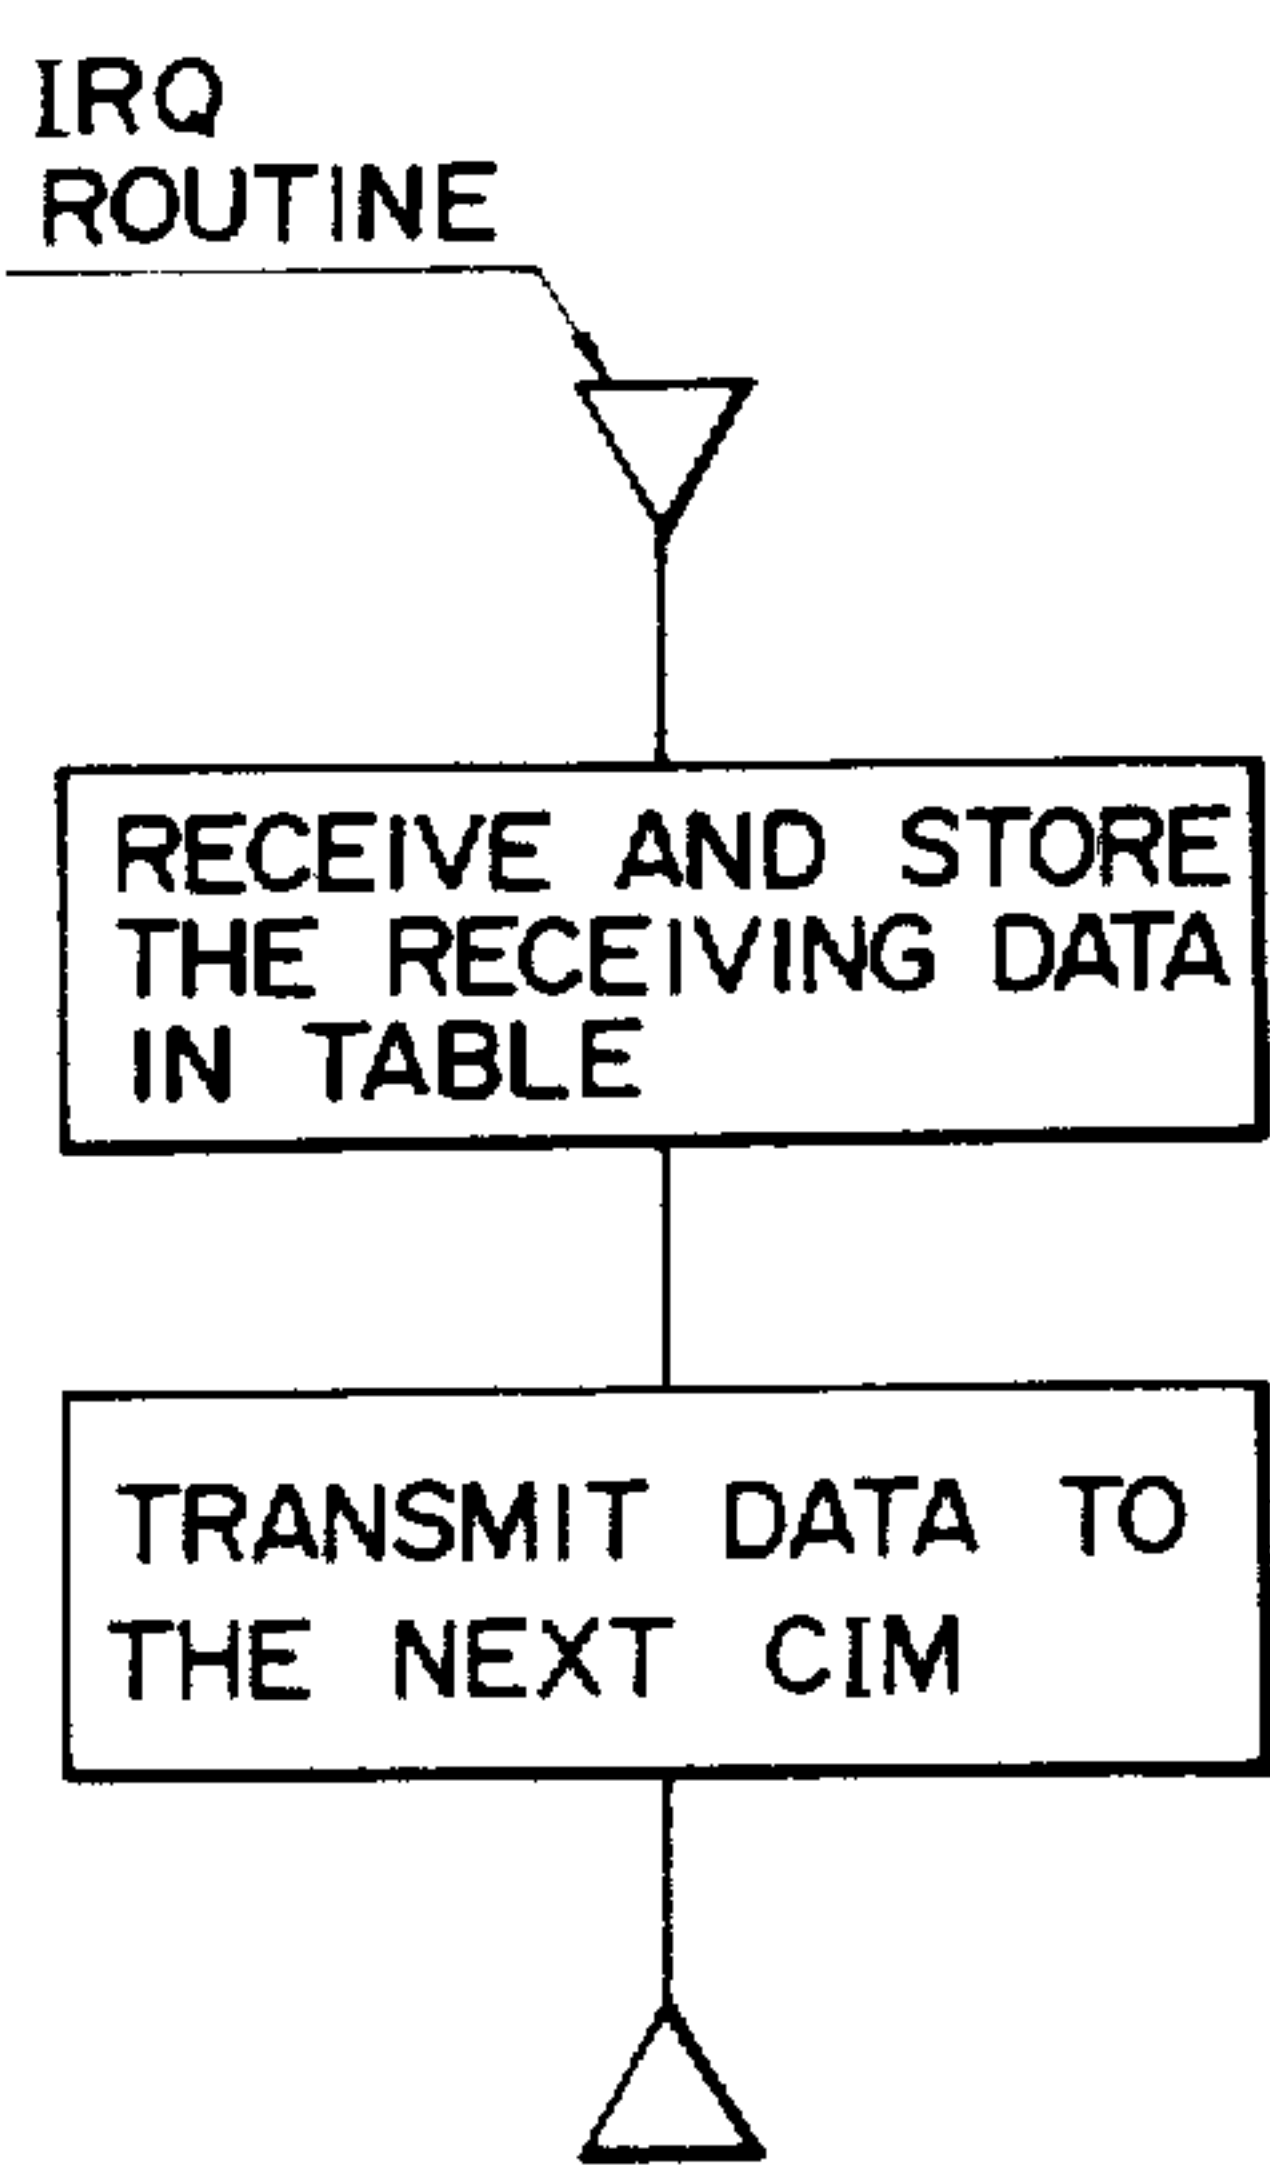 IRQ
ROUTINE
RECEIVE AND STORE
THE RECEIVING DATA
IN TABLE
TRANSMIT DATA TO
THE NEXT CIM